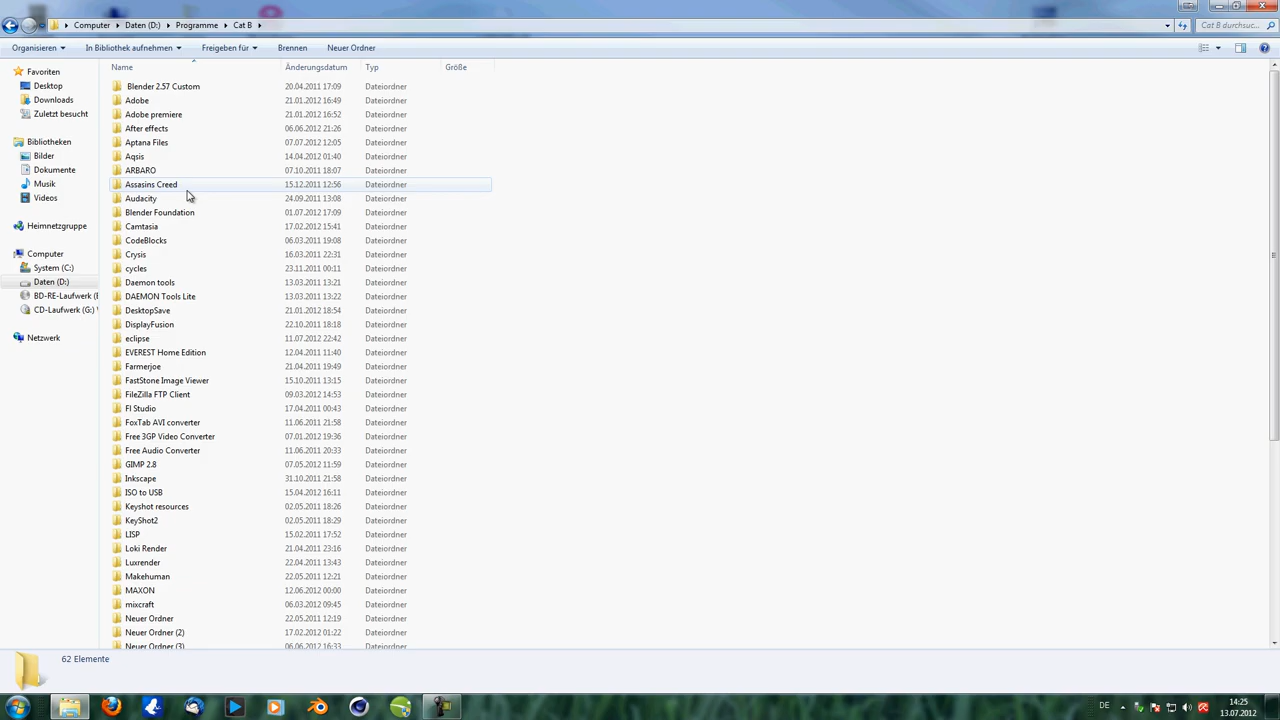 Computer Daten (D:) Programme Cat B Cat B durchsuc...
Organisieren In Bibliothek aufnehmen Freigeben für Brennen Neuer Ordner
Name Änderungsdatum Typ Größe
Favoriten
Desktop
Downloads
Zuletzt besucht
Bibliotheken
Bilder
Dokumente
Musik
Videos
Heimnetzgruppe
Computer
System (C:)
Daten (D:)
BD-RE-Laufwerk (E
CD-Laufwerk (G:)
Netzwerk
Blender 2.57 Custom 20.04.2011 17:09 Dateiordner
Adobe 21.01.2012 16:49 Dateiordner
Adobe premiere 21.01.2012 16:52 Dateiordner
After effects 06.06.2012 21:26 Dateiordner
Aptana Files 07.07.2012 12:05 Dateiordner
Aqsis 14.04.2012 01:40 Dateiordner
ARBARO 07.10.2011 18:07 Dateiordner
Assasins Creed 15.12.2011 12:56 Dateiordner
Audacity 24.09.2011 13:08 Dateiordner
Blender Foundation 01.07.2012 17:09 Dateiordner
Camtasia 17.02.2012 15:41 Dateiordner
CodeBlocks 06.03.2011 19:08 Dateiordner
Crysis 16.03.2011 22:31 Dateiordner
cycles 23.11.2011 00:11 Dateiordner
Daemon tools 13.03.2011 13:21 Dateiordner
DAEMON Tools Lite 13.03.2011 13:22 Dateiordner
DesktopSave 21.01.2012 18:54 Dateiordner
DisplayFusion 22.10.2011 18:18 Dateiordner
eclipse 11.07.2012 22:42 Dateiordner
EVEREST Home Edition 12.04.2011 11:40 Dateiordner
Farmerjoe 21.04.2011 19:49 Dateiordner
FastStone Image Viewer 15.10.2011 13:15 Dateiordner
FileZilla FTP Client 09.03.2012 14:53 Dateiordner
Fl Studio 17.04.2011 00:43 Dateiordner
FoxTab AVI converter 11.06.2011 21:58 Dateiordner
Free 3GP Video Converter 07.01.2012 19:36 Dateiordner
Free Audio Converter 11.06.2011 20:33 Dateiordner
GIMP 2.8 07.05.2012 11:59 Dateiordner
Inkscape 31.10.2011 21:58 Dateiordner
ISO to USB 15.04.2012 16:11 Dateiordner
Keyshot resources 02.05.2011 18:26 Dateiordner
KeyShot2 02.05.2011 18:29 Dateiordner
LISP 15.02.2011 17:52 Dateiordner
Loki Render 21.04.2011 23:16 Dateiordner
Luxrender 22.04.2011 13:43 Dateiordner
Makehuman 22.05.2011 12:21 Dateiordner
MAXON 12.06.2012 00:00 Dateiordner
mixcraft 06.03.2012 09:45 Dateiordner
Neuer Ordner 22.05.2011 12:19 Dateiordner
Neuer Ordner (2) 17.02.2012 01:22 Dateiordner
Neuer Ordner (3) 06.06.2012 16:33 Dateiordner
62 Elemente
DE 14:25
13.07.2012